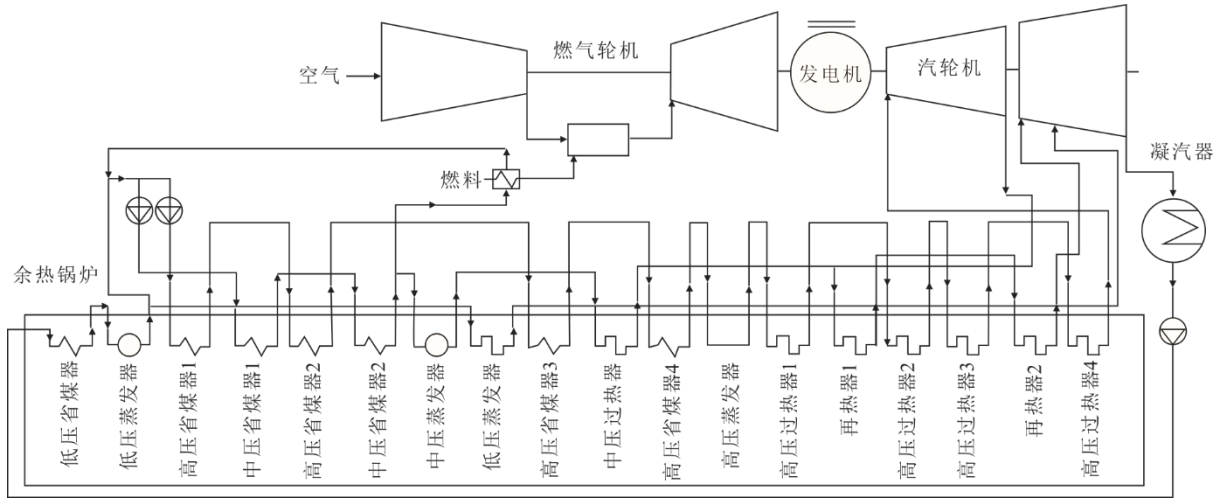 燃气轮机
发电机
汽轮机
空气
凝汽器
燃料
余热锅炉
低压省煤器
低压蒸发器
高压省煤器1
中压省煤器1
高压省煤器2
中压省煤器2
中压蒸发器
低压蒸发器
高压省煤器3
中压过热器
高压省煤器4
高压蒸发器
高压过热器1
再热器1
高压过热器2
高压过热器3
再热器2
高压过热器4